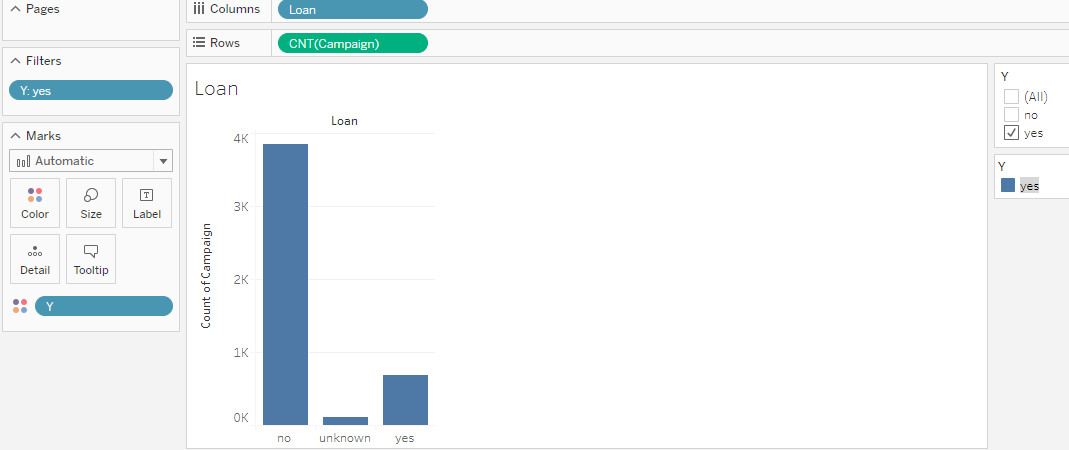 Pages
Columns
Loan
Rows
CNT(Campaign)
Filters
Y: yes
Marks
Automatic
Color
Size
Label
Detail
Tooltip
Y
Loan
Loan
Count of Campaign
4K
3K
2K
1K
0K
no
unknown
yes
Y
(All)
no
yes
Y
yes